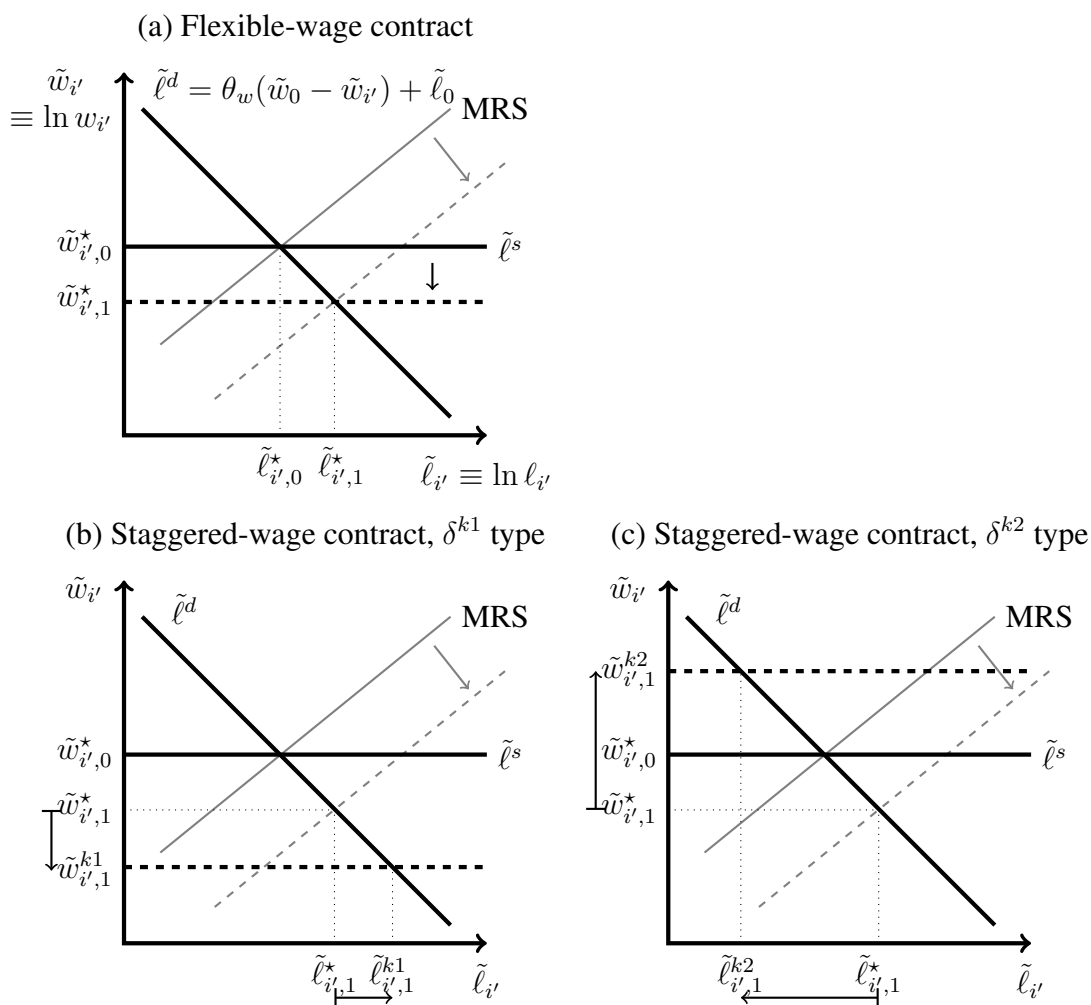 (a) Flexible-wage contract
w̃_{i′} ≡ ln w_{i′}
ℓ̃^d = θ_w(w̃_0 − w̃_{i′}) + ℓ̃_0
MRS
w̃^⋆_{i′,0}
ℓ̃^s
w̃^⋆_{i′,1}
ℓ̃^⋆_{i′,0}
ℓ̃^⋆_{i′,1}
ℓ̃_{i′} ≡ ln ℓ_{i′}
(b) Staggered-wage contract, δ^{k1} type
w̃_{i′}
ℓ̃^d
MRS
w̃^⋆_{i′,0}
ℓ̃^s
w̃^⋆_{i′,1}
w̃^{k1}_{i′,1}
ℓ̃^⋆_{i′,1}
ℓ̃^{k1}_{i′,1}
ℓ̃_{i′}
(c) Staggered-wage contract, δ^{k2} type
w̃_{i′}
ℓ̃^d
MRS
w̃^{k2}_{i′,1}
w̃^⋆_{i′,0}
ℓ̃^s
w̃^⋆_{i′,1}
ℓ̃^{k2}_{i′,1}
ℓ̃^⋆_{i′,1}
ℓ̃_{i′}